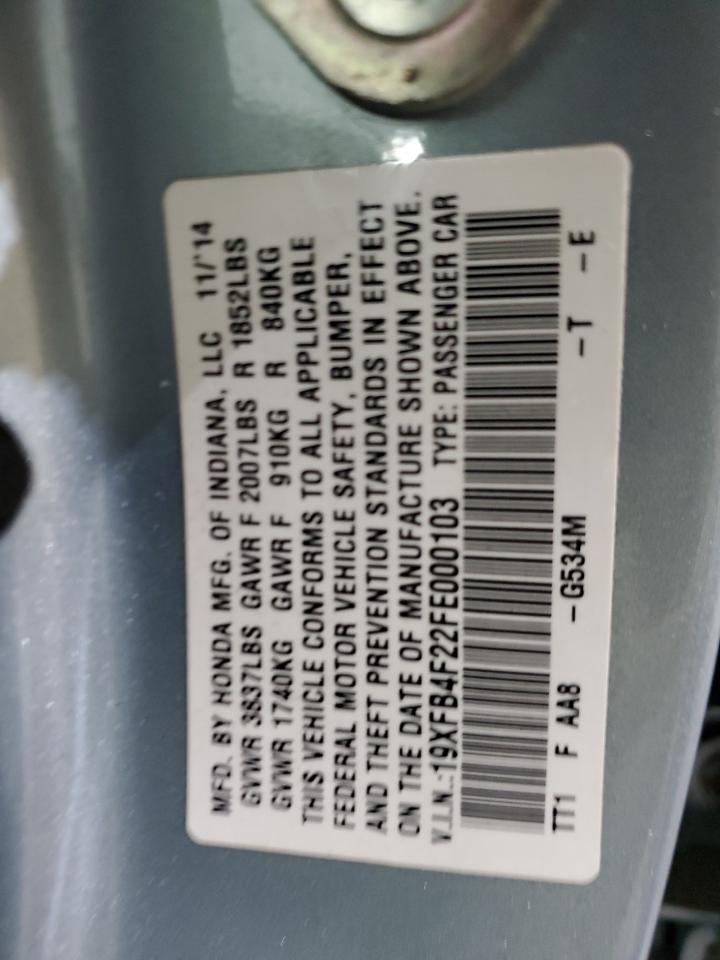 MFD. BY HONDA MFG. OF INDIANA, LLC 11/'14
GVWR 3837LBS GAWR F 2007LBS R 1852LBS
GVWR 1740KG GAWR F 910KG R 840KG
THIS VEHICLE CONFORMS TO ALL APPLICABLE
FEDERAL MOTOR VEHICLE SAFETY, BUMPER,
AND THEFT PREVENTION STANDARDS IN EFFECT
ON THE DATE OF MANUFACTURE SHOWN ABOVE.
V.I.N.:19XFB4F22FE000103 TYPE: PASSENGER CAR
TT1 F AA8 -G534M -T -E